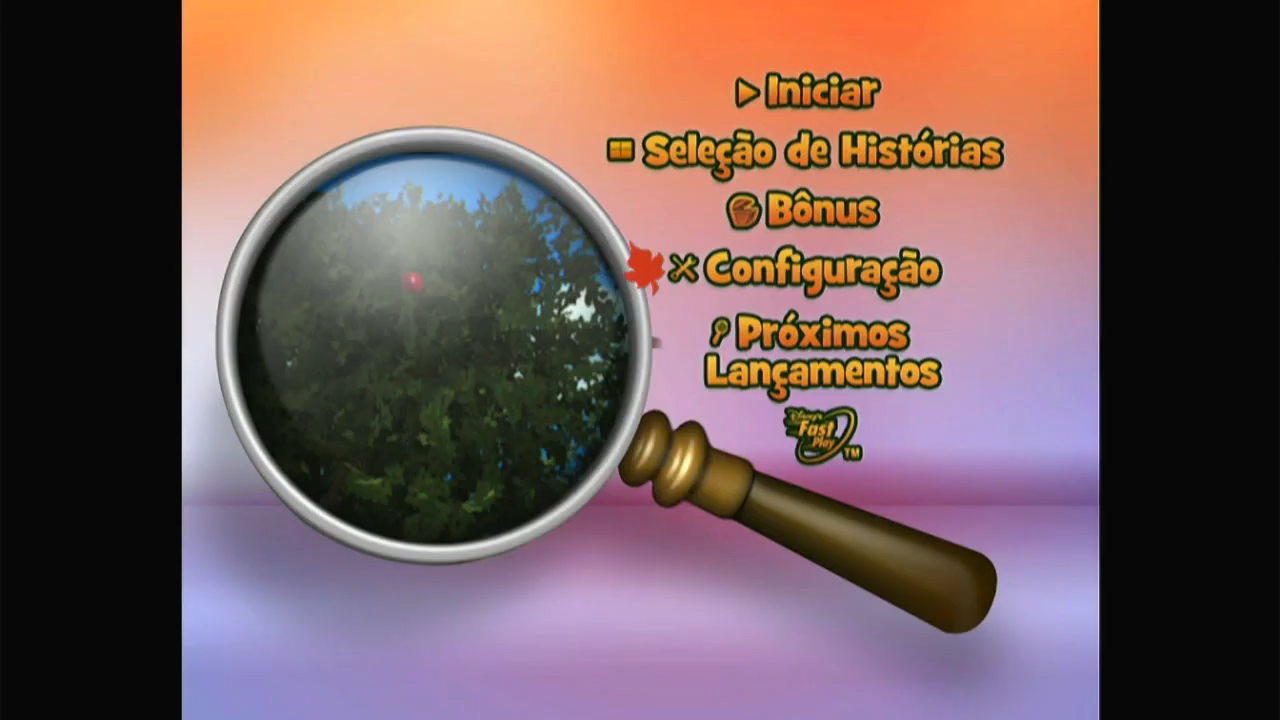 Iniciar
Seleção de Histórias
Bônus
Configuração
Próximos
Lançamentos
Disney's
Fast
Play
TM